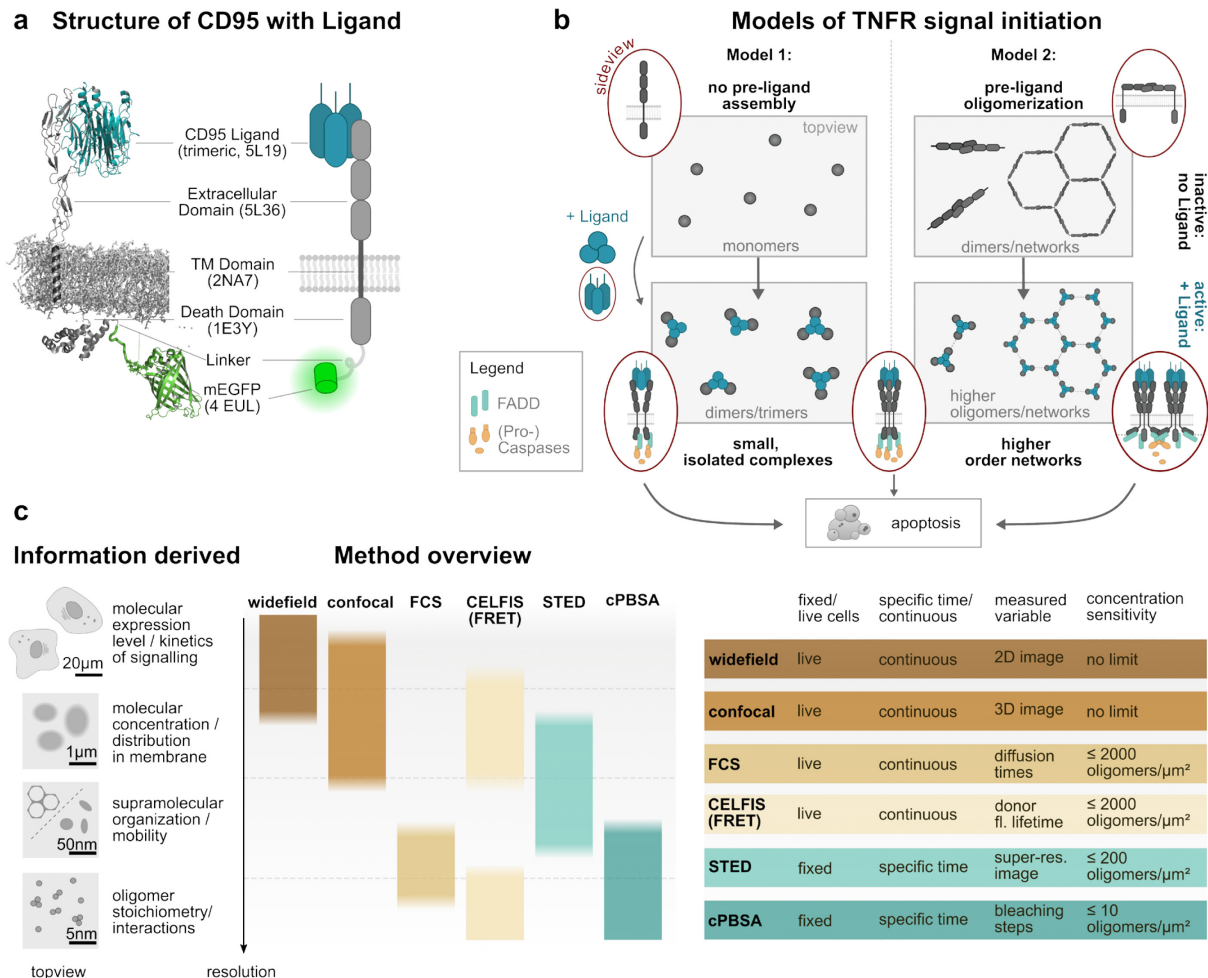 a Structure of CD95 with Ligand
CD95 Ligand
(trimeric, 5L19)
Extracellular
Domain (5L36)
TM Domain
(2NA7)
Death Domain
(1E3Y)
Linker
mEGFP
(4 EUL)
b Models of TNFR signal initiation
sideview
Model 1:
no pre-ligand
assembly
topview
monomers
+ Ligand
dimers/trimers
small,
isolated complexes
Model 2:
pre-ligand
oligomerization
dimers/networks
inactive:
no Ligand
active:
+ Ligand
higher
oligomers/networks
higher
order networks
Legend
FADD
(Pro-)
Caspases
apoptosis
c
Information derived
Method overview
20µm
molecular
expression
level / kinetics
of signalling
1µm
molecular
concentration /
distribution
in membrane
50nm
supramolecular
organization /
mobility
5nm
oligomer
stoichiometry/
interactions
topview
resolution
widefield
confocal
FCS
CELFIS
(FRET)
STED
cPBSA
fixed/
live cells
specific time/
continuous
measured
variable
concentration
sensitivity
widefield live continuous 2D image no limit
confocal live continuous 3D image no limit
FCS live continuous
diffusion
times
≤ 2000
oligomers/µm²
CELFIS
(FRET)
live continuous
donor
fl. lifetime
≤ 2000
oligomers/µm²
STED fixed specific time
super-res.
image
≤ 200
oligomers/µm²
cPBSA fixed specific time
bleaching
steps
≤ 10
oligomers/µm²